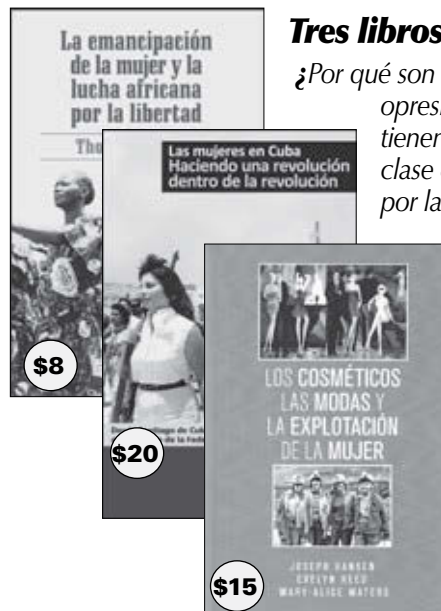 Tres libros
¿Por qué son
tienen
clase
por la
La emancipación
de la mujer y la
lucha africana
por la libertad
$8
Las mujeres en Cuba
Haciendo una revolución
dentro de la revolución
$20
LOS COSMÉTICOS
LAS MODAS Y
LA EXPLOTACIÓN
DE LA MUJER
JOSEPH HANSEN
EVELYN REED
MARY-ALICE WATERS
$15